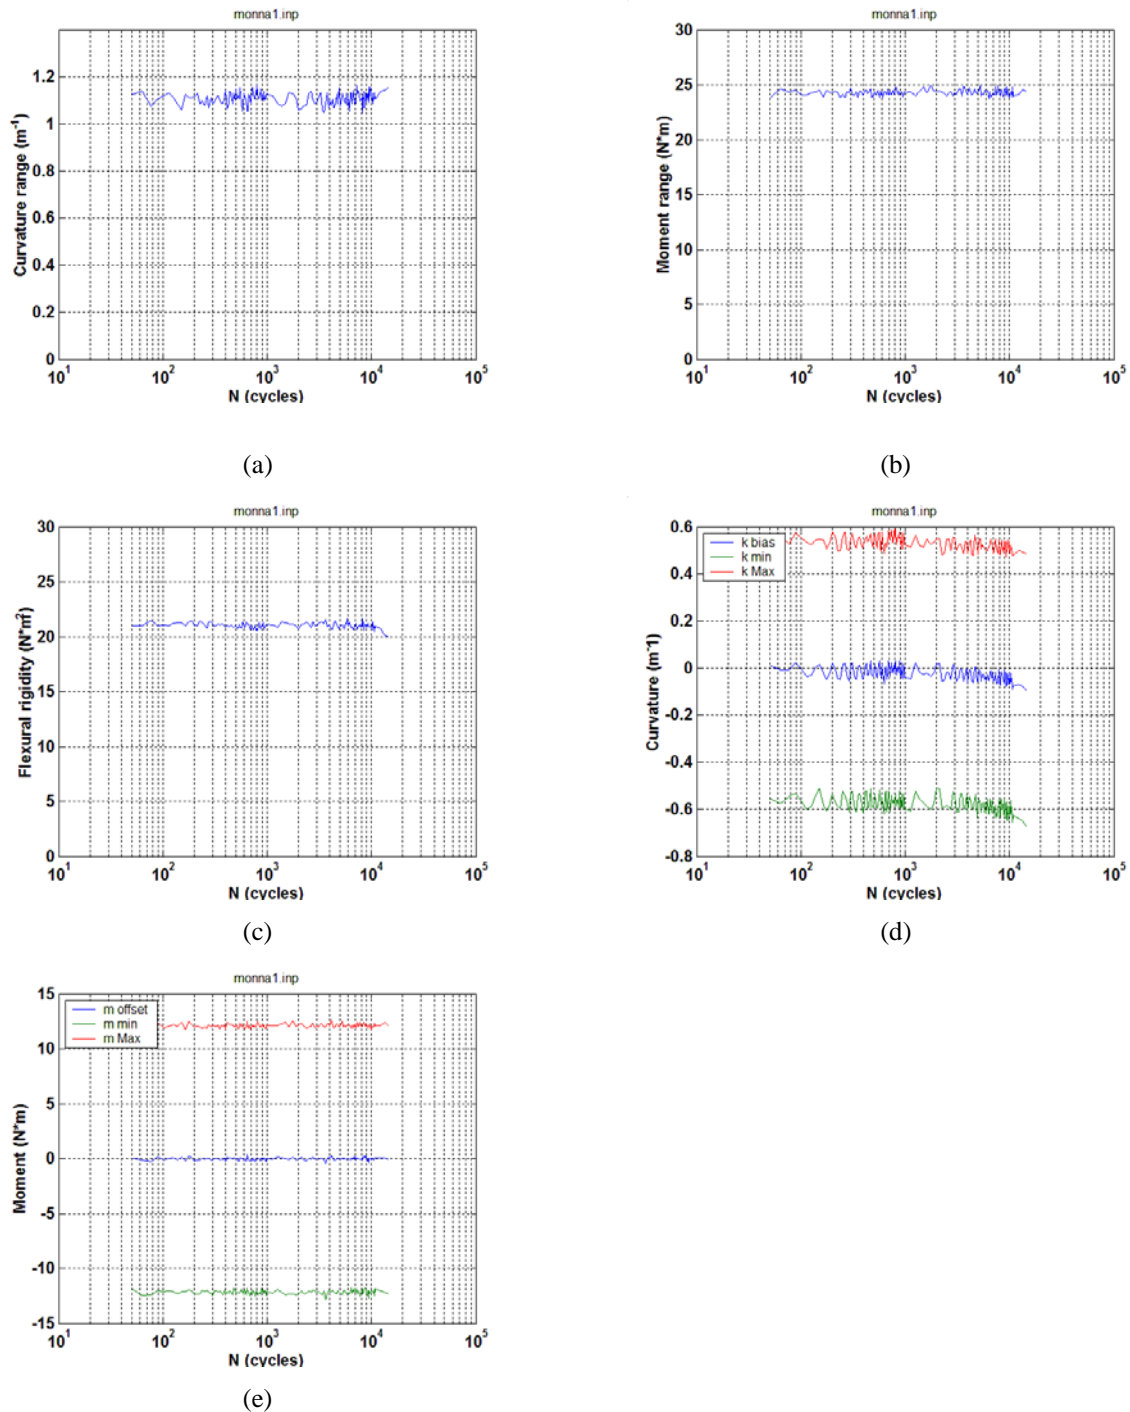 monna1.inp
Curvature range (m⁻¹)
1.2
1
0.8
0.6
0.4
0.2
0
10¹ 10² 10³ 10⁴ 10⁵
N (cycles)
(a)
monna1.inp
Moment range (N*m)
30
25
20
15
10
5
0
10¹ 10² 10³ 10⁴ 10⁵
N (cycles)
(b)
monna1.inp
Flexural rigidity (N*m²)
30
25
20
15
10
5
0
10¹ 10² 10³ 10⁴ 10⁵
N (cycles)
(c)
monna1.inp
Curvature (m⁻¹)
k bias
k min
k Max
0.6
0.4
0.2
0
-0.2
-0.4
-0.6
-0.8
10¹ 10² 10³ 10⁴ 10⁵
N (cycles)
(d)
monna1.inp
Moment (N*m)
m offset
m min
m Max
15
10
5
0
-5
-10
-15
10¹ 10² 10³ 10⁴ 10⁵
N (cycles)
(e)